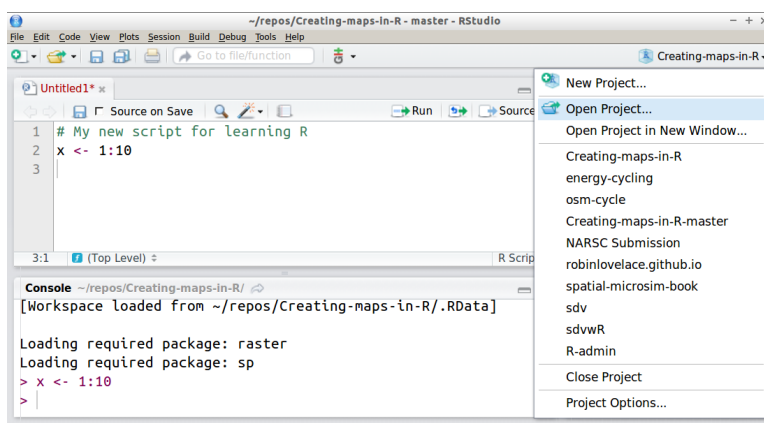 ~/repos/Creating-maps-in-R - master - RStudio
File Edit Code View Plots Session Build Debug Tools Help
Go to file/function
Creating-maps-in-R
Untitled1*
Source on Save
Run
Source
1 # My new script for learning R
2 x <- 1:10
3
3:1 (Top Level)
R Scrip
Console ~/repos/Creating-maps-in-R/
[Workspace loaded from ~/repos/Creating-maps-in-R/.RData]
Loading required package: raster
Loading required package: sp
> x <- 1:10
>
New Project...
Open Project...
Open Project in New Window...
Creating-maps-in-R
energy-cycling
osm-cycle
Creating-maps-in-R-master
NARSC Submission
robinlovelace.github.io
spatial-microsim-book
sdv
sdvwR
R-admin
Close Project
Project Options...